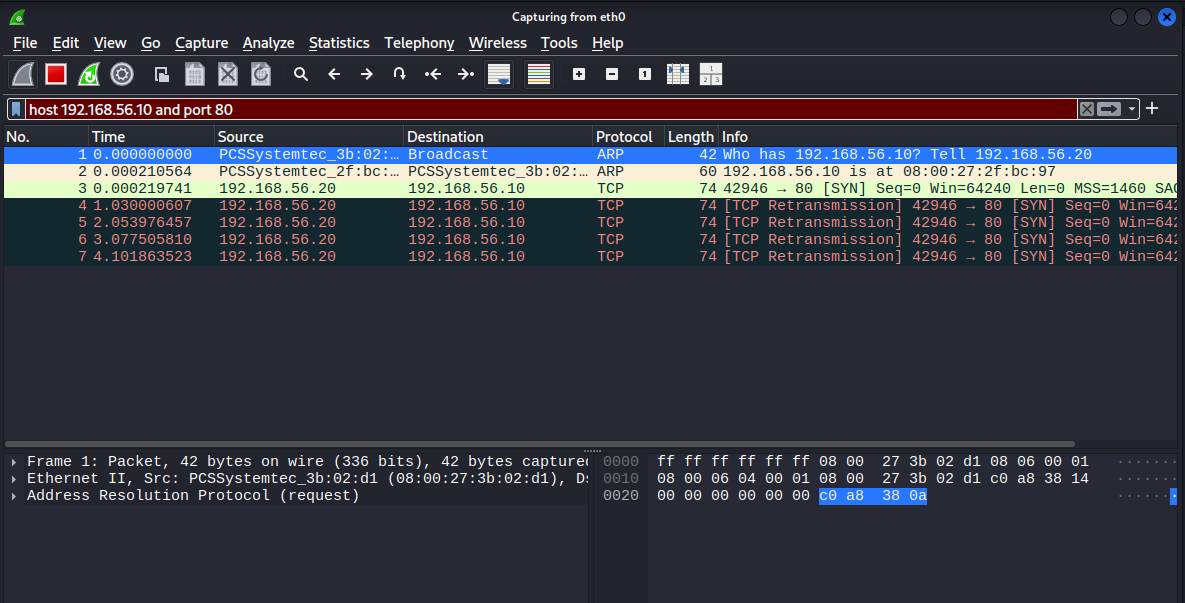 Capturing from eth0
File Edit View Go Capture Analyze Statistics Telephony Wireless Tools Help
host 192.168.56.10 and port 80
No. Time Source Destination Protocol Length Info
1 0.000000000 PCSSystemtec_3b:02:… Broadcast ARP 42 Who has 192.168.56.10? Tell 192.168.56.20
2 0.000210564 PCSSystemtec_2f:bc:… PCSSystemtec_3b:02:… ARP 60 192.168.56.10 is at 08:00:27:2f:bc:97
3 0.000219741 192.168.56.20 192.168.56.10 TCP 74 42946 → 80 [SYN] Seq=0 Win=64240 Len=0 MSS=1460 SAC
4 1.030000607 192.168.56.20 192.168.56.10 TCP 74 [TCP Retransmission] 42946 → 80 [SYN] Seq=0 Win=642
5 2.053976457 192.168.56.20 192.168.56.10 TCP 74 [TCP Retransmission] 42946 → 80 [SYN] Seq=0 Win=642
6 3.077505810 192.168.56.20 192.168.56.10 TCP 74 [TCP Retransmission] 42946 → 80 [SYN] Seq=0 Win=642
7 4.101863523 192.168.56.20 192.168.56.10 TCP 74 [TCP Retransmission] 42946 → 80 [SYN] Seq=0 Win=642
Frame 1: Packet, 42 bytes on wire (336 bits), 42 bytes capture
Ethernet II, Src: PCSSystemtec_3b:02:d1 (08:00:27:3b:02:d1), Ds
Address Resolution Protocol (request)
0000 ff ff ff ff ff ff 08 00 27 3b 02 d1 08 06 00 01 ·······
0010 08 00 06 04 00 01 08 00 27 3b 02 d1 c0 a8 38 14 ·······
0020 00 00 00 00 00 00 c0 a8 38 0a ·······